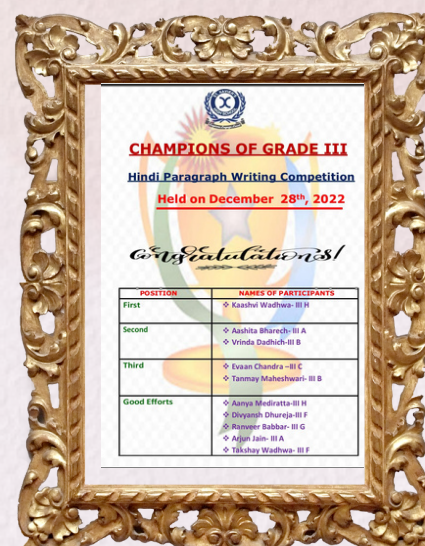 CHAMPIONS OF GRADE III
Hindi Paragraph Writing Competition
Held on December 28th, 2022
Congratulations!
POSITION NAMES OF PARTICIPANTS
First ❖ Kaashvi Wadhwa- III H
Second ❖ Aashita Bharech- III A
❖ Vrinda Dadhich-III B
Third ❖ Evaan Chandra –III C
❖ Tanmay Maheshwari- III B
Good Efforts ❖ Aanya Mediratta-III H
❖ Divyansh Dhureja-III F
❖ Ranveer Babbar- III G
❖ Arjun Jain- III A
❖ Takshay Wadhwa- III F